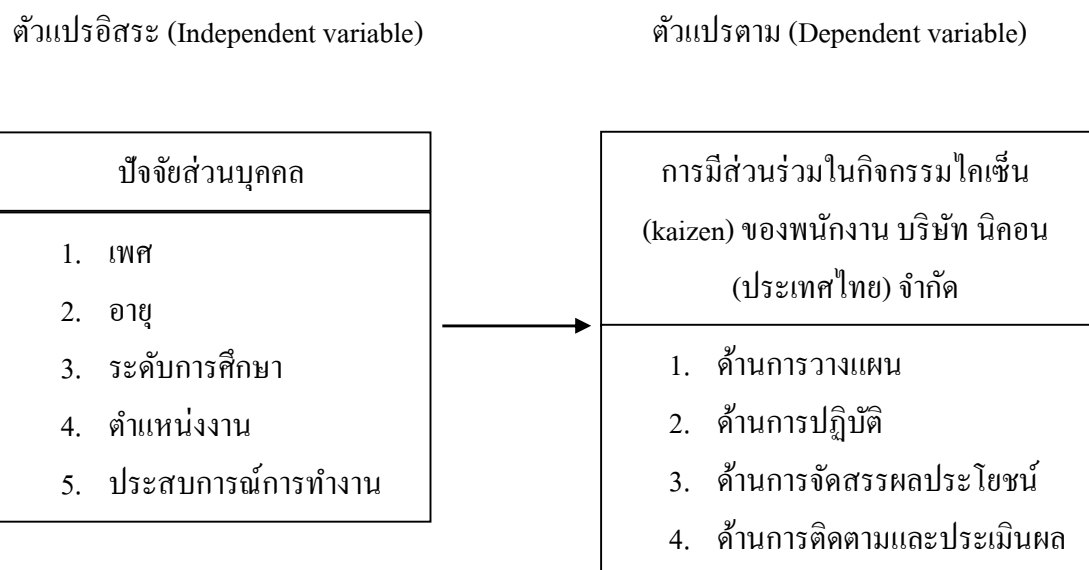 ตัวแปรอิสระ (Independent variable)
ตัวแปรตาม (Dependent variable)
ปัจจัยส่วนบุคคล
1. เพศ
2. อายุ
3. ระดับการศึกษา
4. ตำแหน่งงาน
5. ประสบการณ์การทำงาน
การมีส่วนร่วมในกิจกรรมไคเซ็น
(kaizen) ของพนักงาน บริษัท นิคอน
(ประเทศไทย) จำกัด
1. ด้านการวางแผน
2. ด้านการปฏิบัติ
3. ด้านการจัดสรรผลประโยชน์
4. ด้านการติดตามและประเมินผล